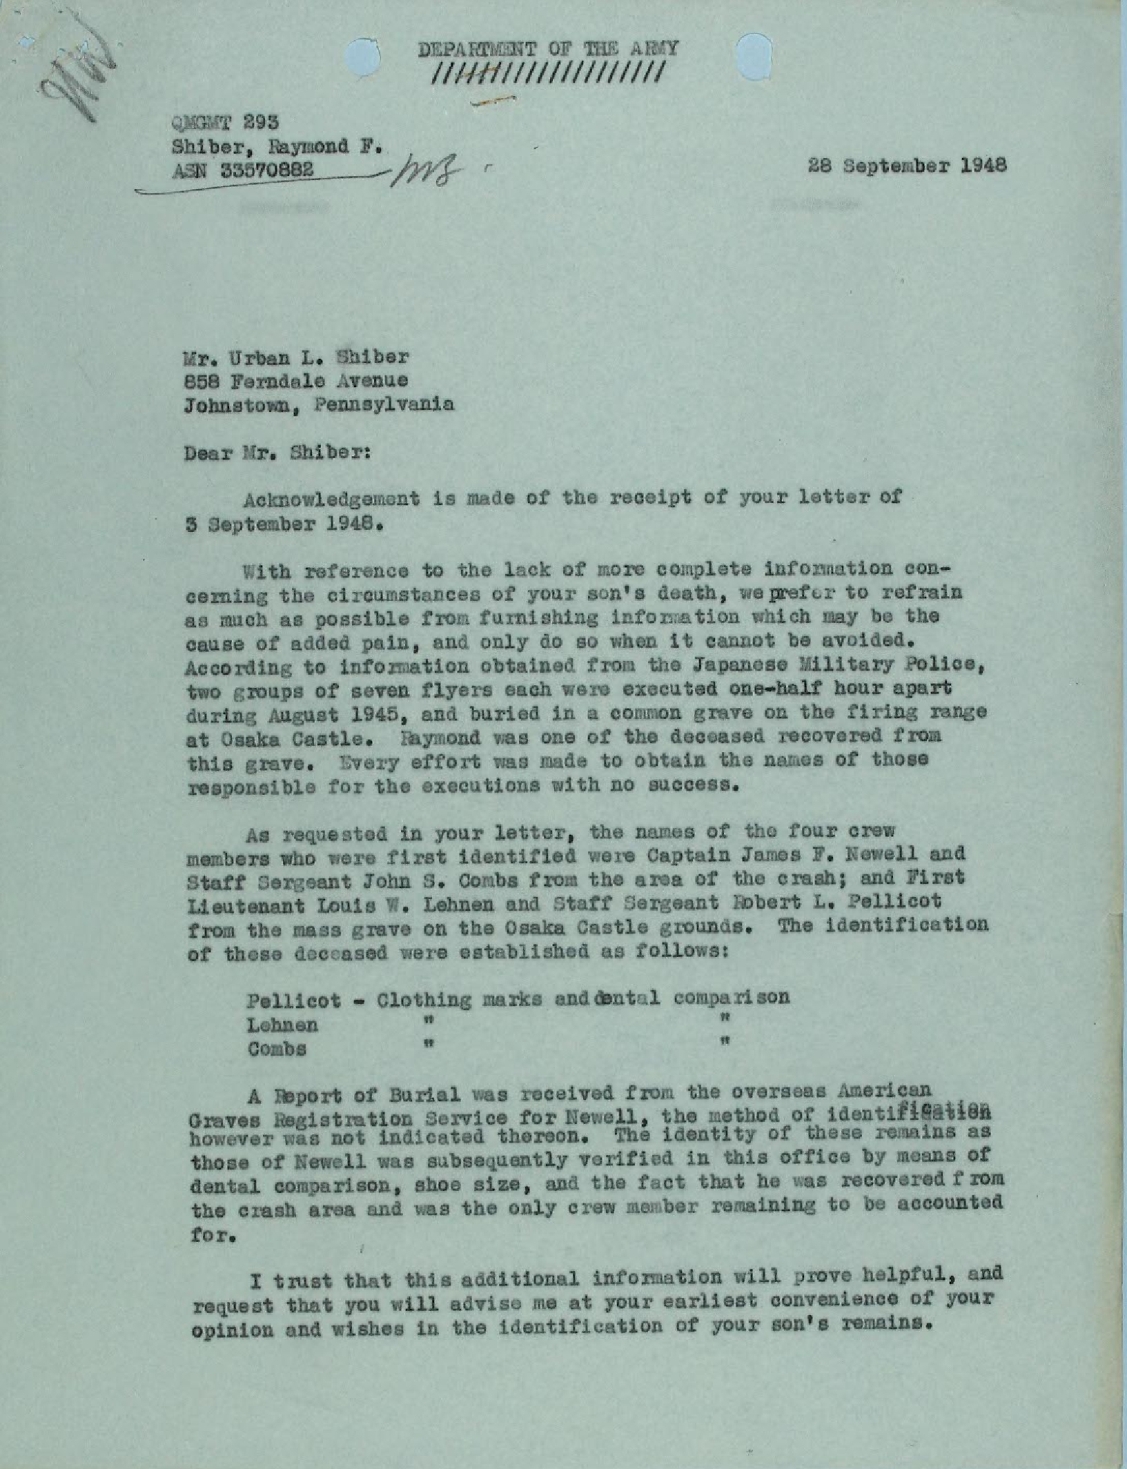 DEPARTMENT OF THE ARMY
////////////////////
QMGMT 293
Shiber, Raymond F.
ASN 33570882
28 September 1948
Mr. Urban L. Shiber
858 Ferndale Avenue
Johnstown, Pennsylvania
Dear Mr. Shiber:
Acknowledgement is made of the receipt of your letter of
3 September 1948.
With reference to the lack of more complete information con-
cerning the circumstances of your son's death, we prefer to refrain
as much as possible from furnishing information which may be the
cause of added pain, and only do so when it cannot be avoided.
According to information obtained from the Japanese Military Police,
two groups of seven flyers each were executed one-half hour apart
during August 1945, and buried in a common grave on the firing range
at Osaka Castle. Raymond was one of the deceased recovered from
this grave. Every effort was made to obtain the names of those
responsible for the executions with no success.
As requested in your letter, the names of the four crew
members who were first identified were Captain James F. Newell and
Staff Sergeant John S. Combs from the area of the crash; and First
Lieutenant Louis W. Lehnen and Staff Sergeant Robert L. Pellicot
from the mass grave on the Osaka Castle grounds. The identification
of these deceased were established as follows:
Pellicot - Clothing marks and dental comparison
Lehnen " "
Combs " "
A Report of Burial was received from the overseas American
Graves Registration Service for Newell, the method of identification
however was not indicated thereon. The identity of these remains as
those of Newell was subsequently verified in this office by means of
dental comparison, shoe size, and the fact that he was recovered from
the crash area and was the only crew member remaining to be accounted
for.
I trust that this additional information will prove helpful, and
request that you will advise me at your earliest convenience of your
opinion and wishes in the identification of your son's remains.